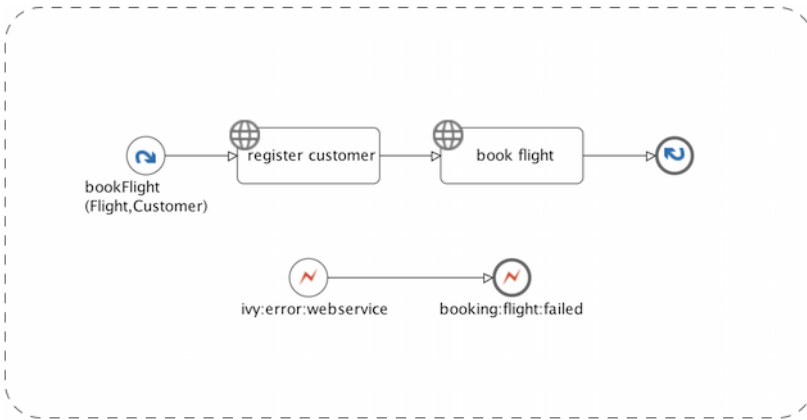 register customer
book flight
bookFlight
(Flight,Customer)
ivy:error:webservice
booking:flight:failed